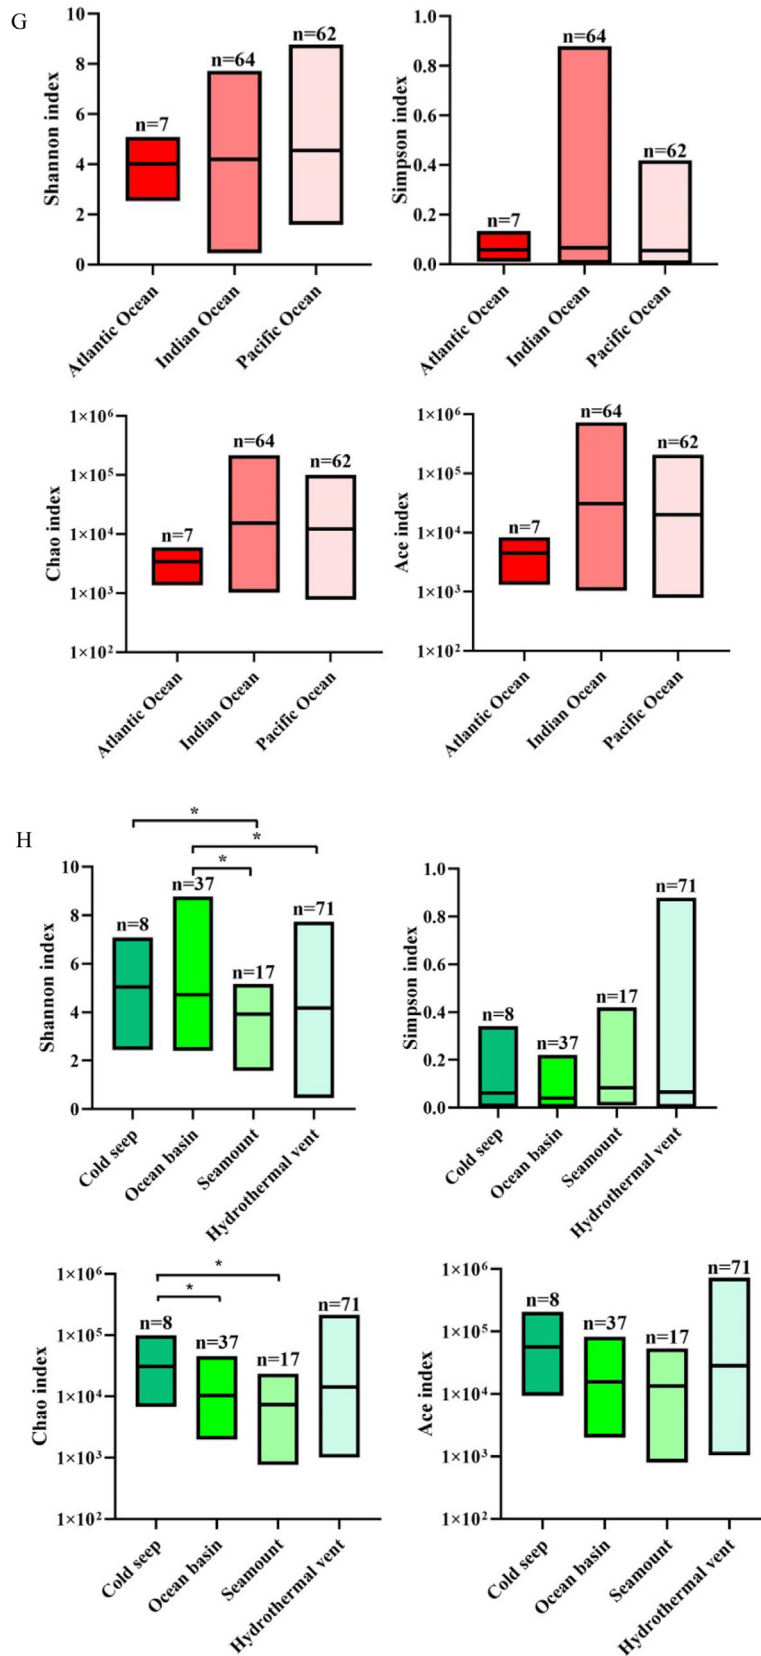 G
Shannon index
10
8
6
4
2
0
n=7
n=64
n=62
Atlantic Ocean
Indian Ocean
Pacific Ocean
Simpson index
1.0
0.8
0.6
0.4
0.2
0.0
n=7
n=64
n=62
Atlantic Ocean
Indian Ocean
Pacific Ocean
Chao index
1×10⁶
1×10⁵
1×10⁴
1×10³
1×10²
n=7
n=64
n=62
Atlantic Ocean
Indian Ocean
Pacific Ocean
Ace index
1×10⁶
1×10⁵
1×10⁴
1×10³
1×10²
n=7
n=64
n=62
Atlantic Ocean
Indian Ocean
Pacific Ocean
H
Shannon index
10
8
6
4
2
0
*
*
*
n=8
n=37
n=17
n=71
Cold seep
Ocean basin
Seamount
Hydrothermal vent
Simpson index
1.0
0.8
0.6
0.4
0.2
0.0
n=8
n=37
n=17
n=71
Cold seep
Ocean basin
Seamount
Hydrothermal vent
Chao index
1×10⁶
1×10⁵
1×10⁴
1×10³
1×10²
*
*
n=8
n=37
n=17
n=71
Cold seep
Ocean basin
Seamount
Hydrothermal vent
Ace index
1×10⁶
1×10⁵
1×10⁴
1×10³
1×10²
n=8
n=37
n=17
n=71
Cold seep
Ocean basin
Seamount
Hydrothermal vent